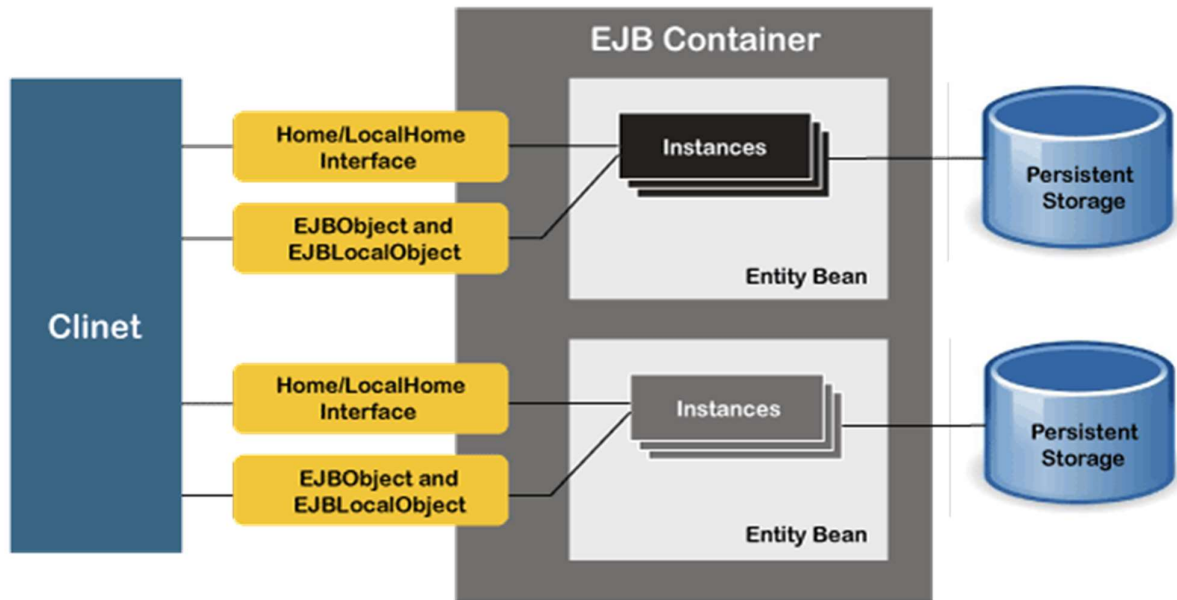 EJB Container
Home/LocalHome
Interface
Instances
Persistent
Storage
EJBObject and
EJBLocalObject
Entity Bean
Clinet
Home/LocalHome
Interface
Instances
Persistent
Storage
EJBObject and
EJBLocalObject
Entity Bean